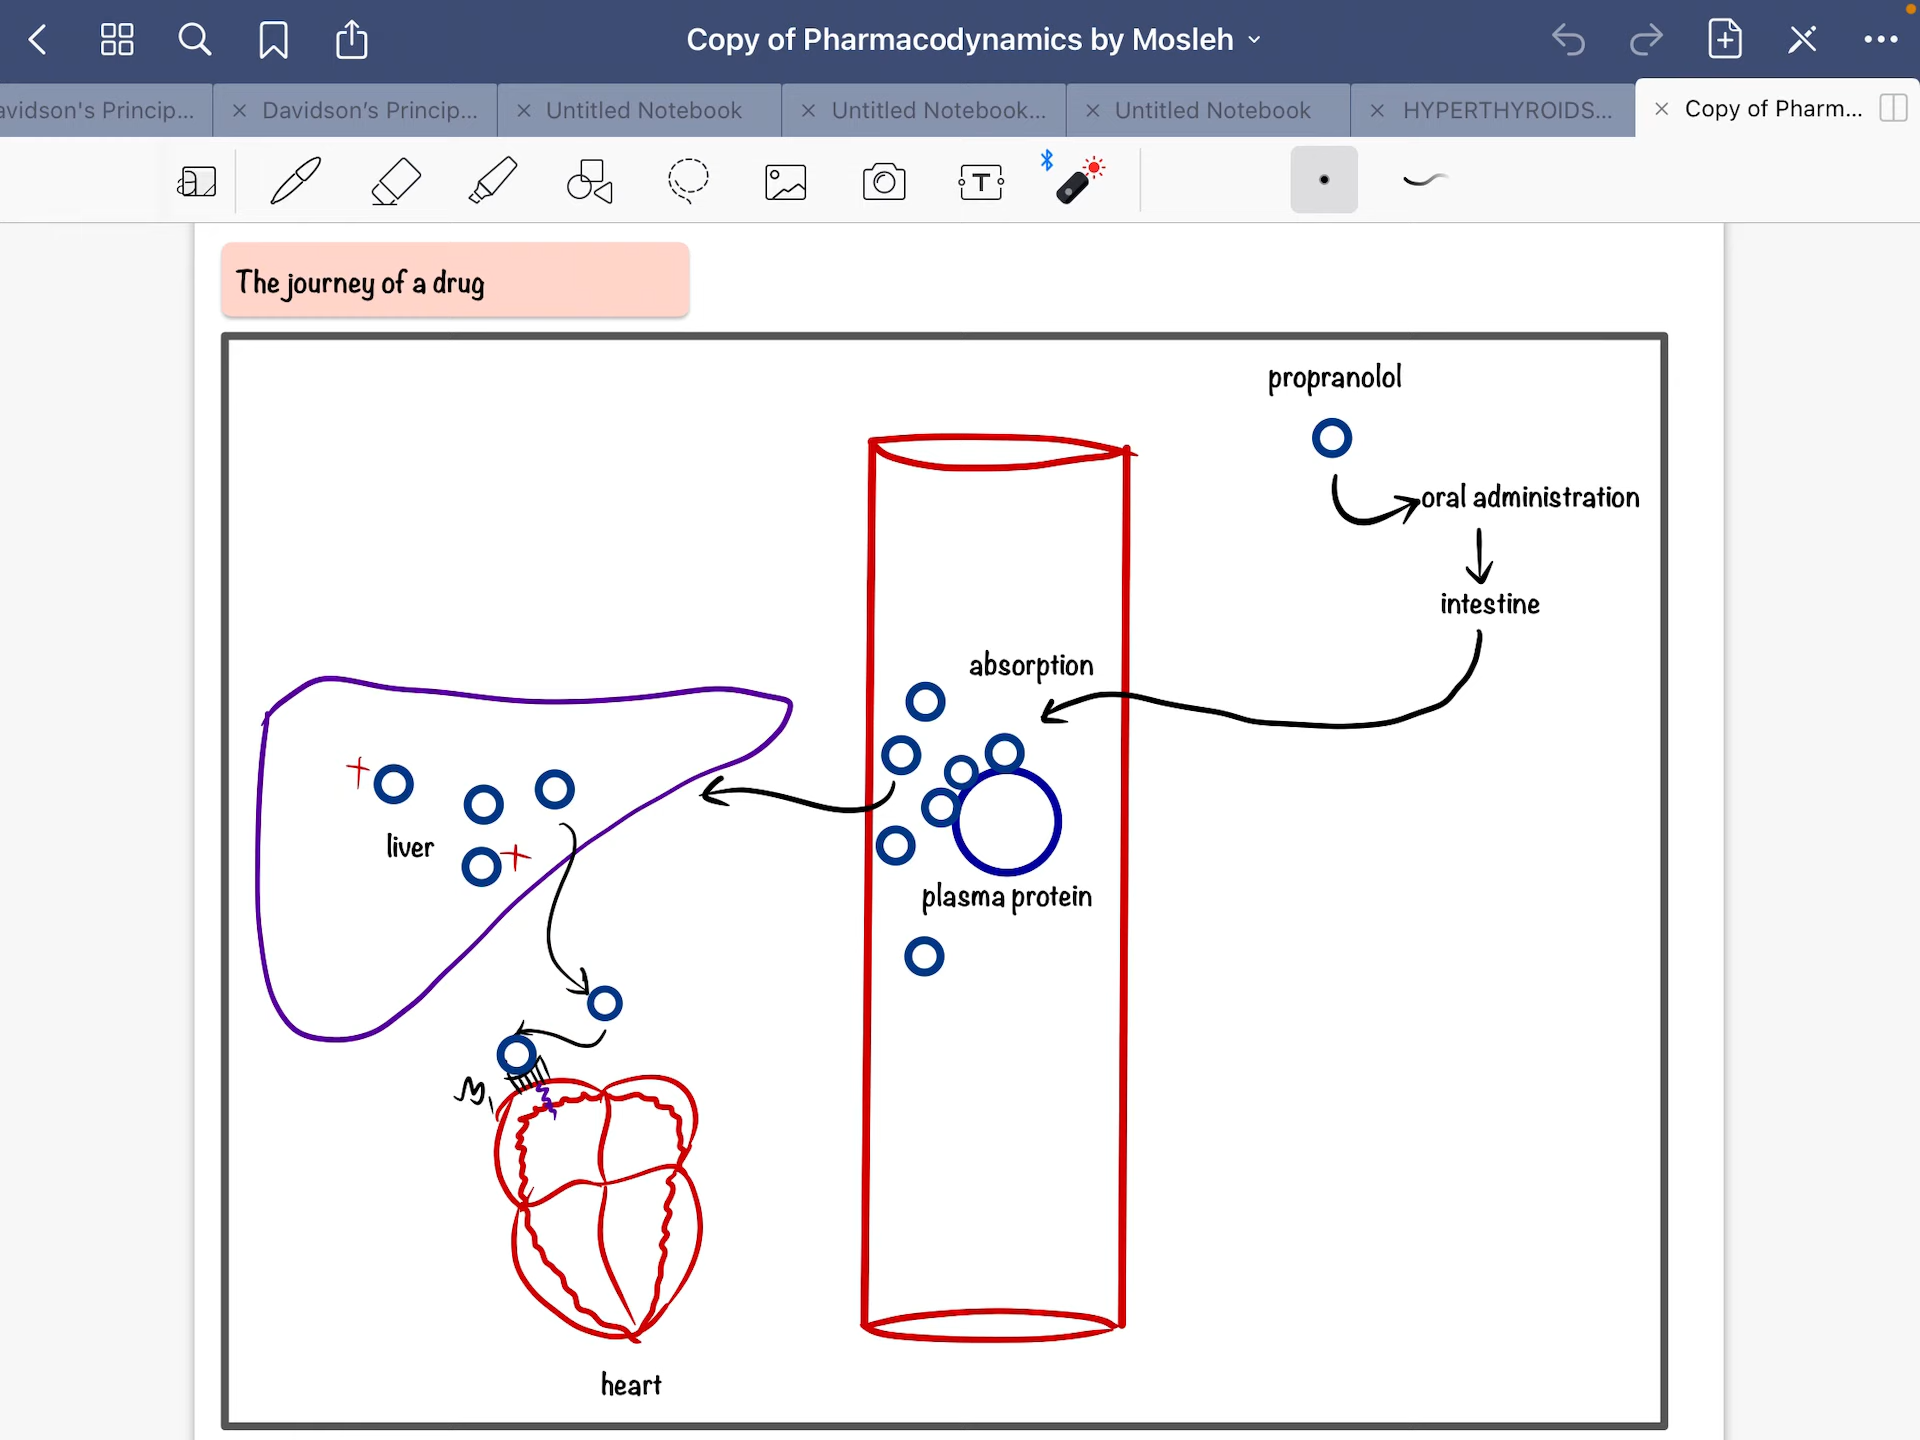 Copy of Pharmacodynamics by Mosleh
avidson's Princip...
Davidson's Princip...
Untitled Notebook
Untitled Notebook...
Untitled Notebook
HYPERTHYROIDS...
Copy of Pharm...
T
The journey of a drug
propranolol
oral administration
intestine
absorption
liver
plasma protein
heart